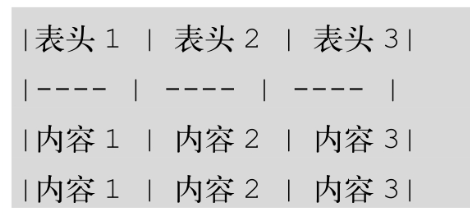 |表头 1 | 表头 2 | 表头 3|
|---- | ---- | ---- |
|内容 1 | 内容 2 | 内容 3|
|内容 1 | 内容 2 | 内容 3|